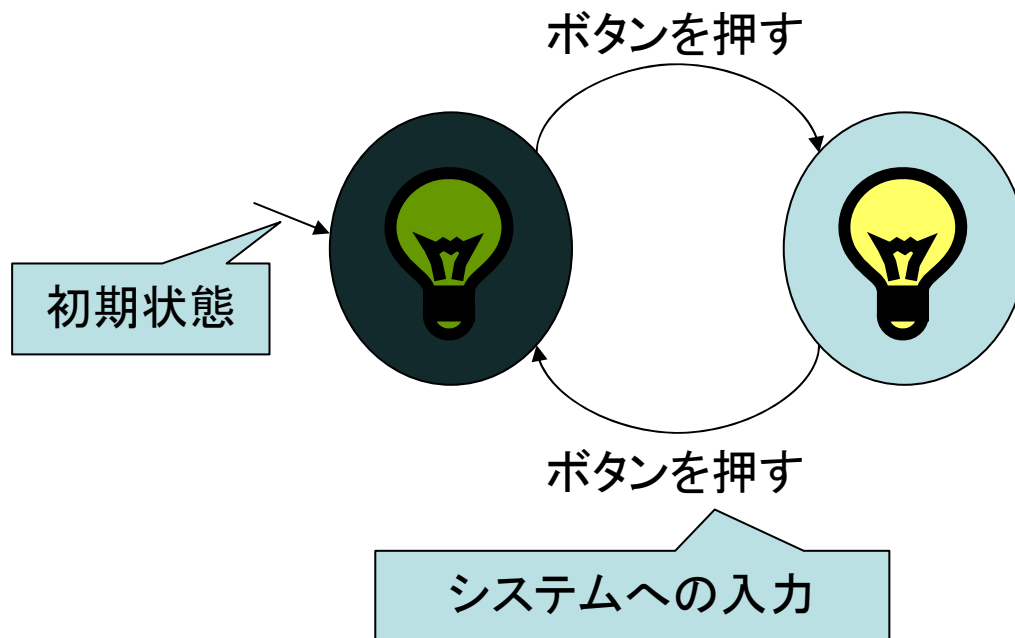 ボタンを押す
初期状態
ボタンを押す
システムへの入力